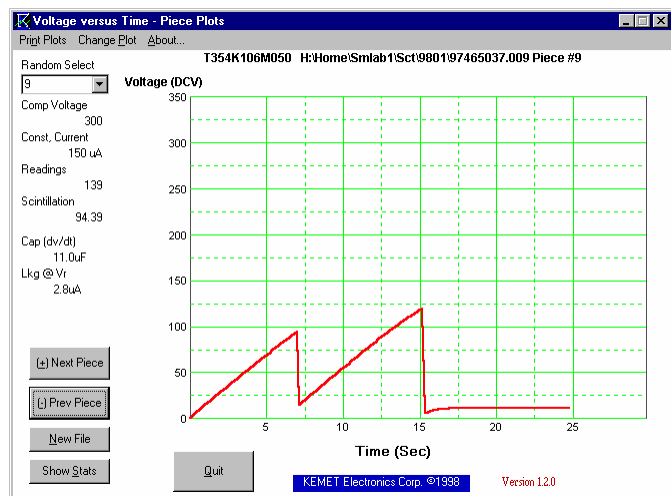 Voltage versus Time - Piece Plots
Print Plots Change Plot About...
T354K106M050 H:\Home\Smlab1\Sct\9801\97465037.009 Piece #9
Random Select
9
Comp Voltage
300
Const, Current
150 uA
Readings
139
Scintillation
94.39
Cap (dv/dt)
11.0uF
Lkg @ Vr
2.8uA
(+) Next Piece
(-) Prev Piece
New File
Show Stats
Voltage (DCV)
350
300
250
200
150
100
50
0
5 10 15 20 25
Time (Sec)
Quit
KEMET Electronics Corp. ©1998
Version 1.2.0